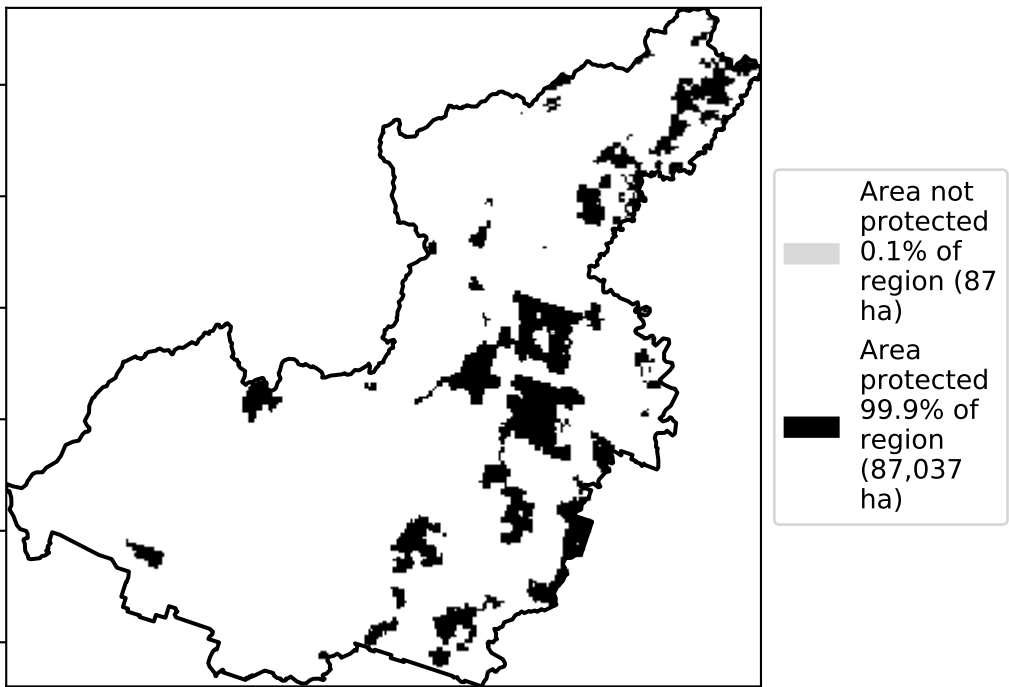 Area not
protected
0.1% of
region (87
ha)
Area
protected
99.9% of
region
(87,037
ha)